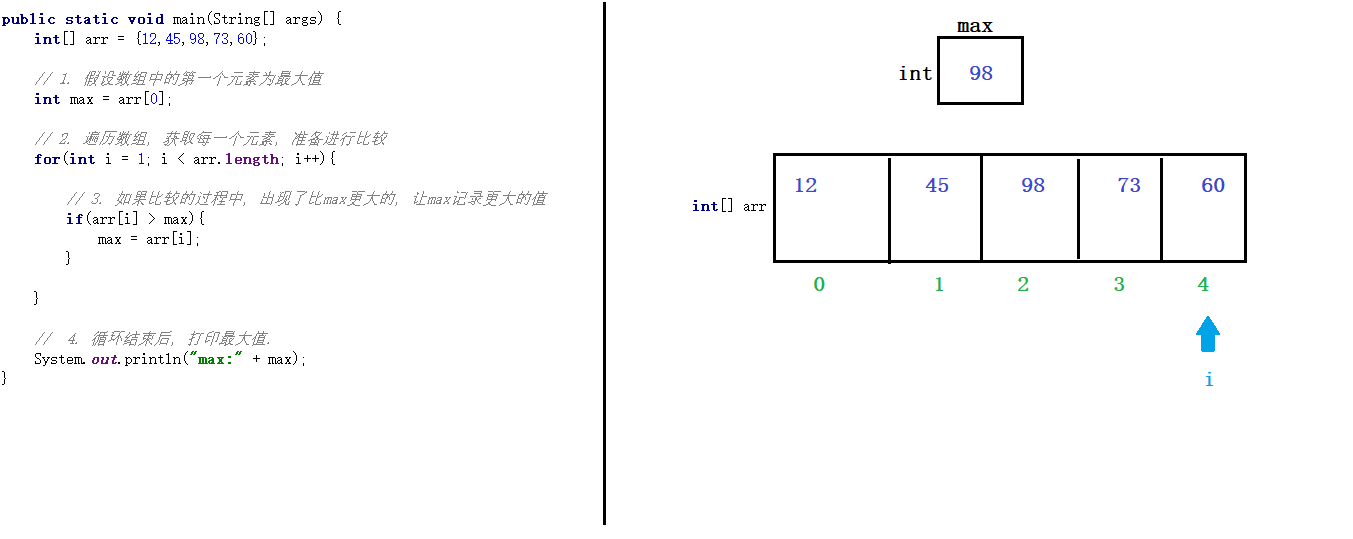 public static void main(String[] args) {
int[] arr = {12,45,98,73,60};
// 1. 假设数组中的第一个元素为最大值
int max = arr[0];
// 2. 遍历数组, 获取每一个元素, 准备进行比较
for(int i = 1; i < arr.length; i++){
// 3. 如果比较的过程中, 出现了比max更大的, 让max记录更大的值
if(arr[i] > max){
max = arr[i];
}
}
//  4. 循环结束后, 打印最大值.
System.out.println("max:" + max);
}
max
int 98
int[] arr 12 45 98 73 60
0 1 2 3 4
i